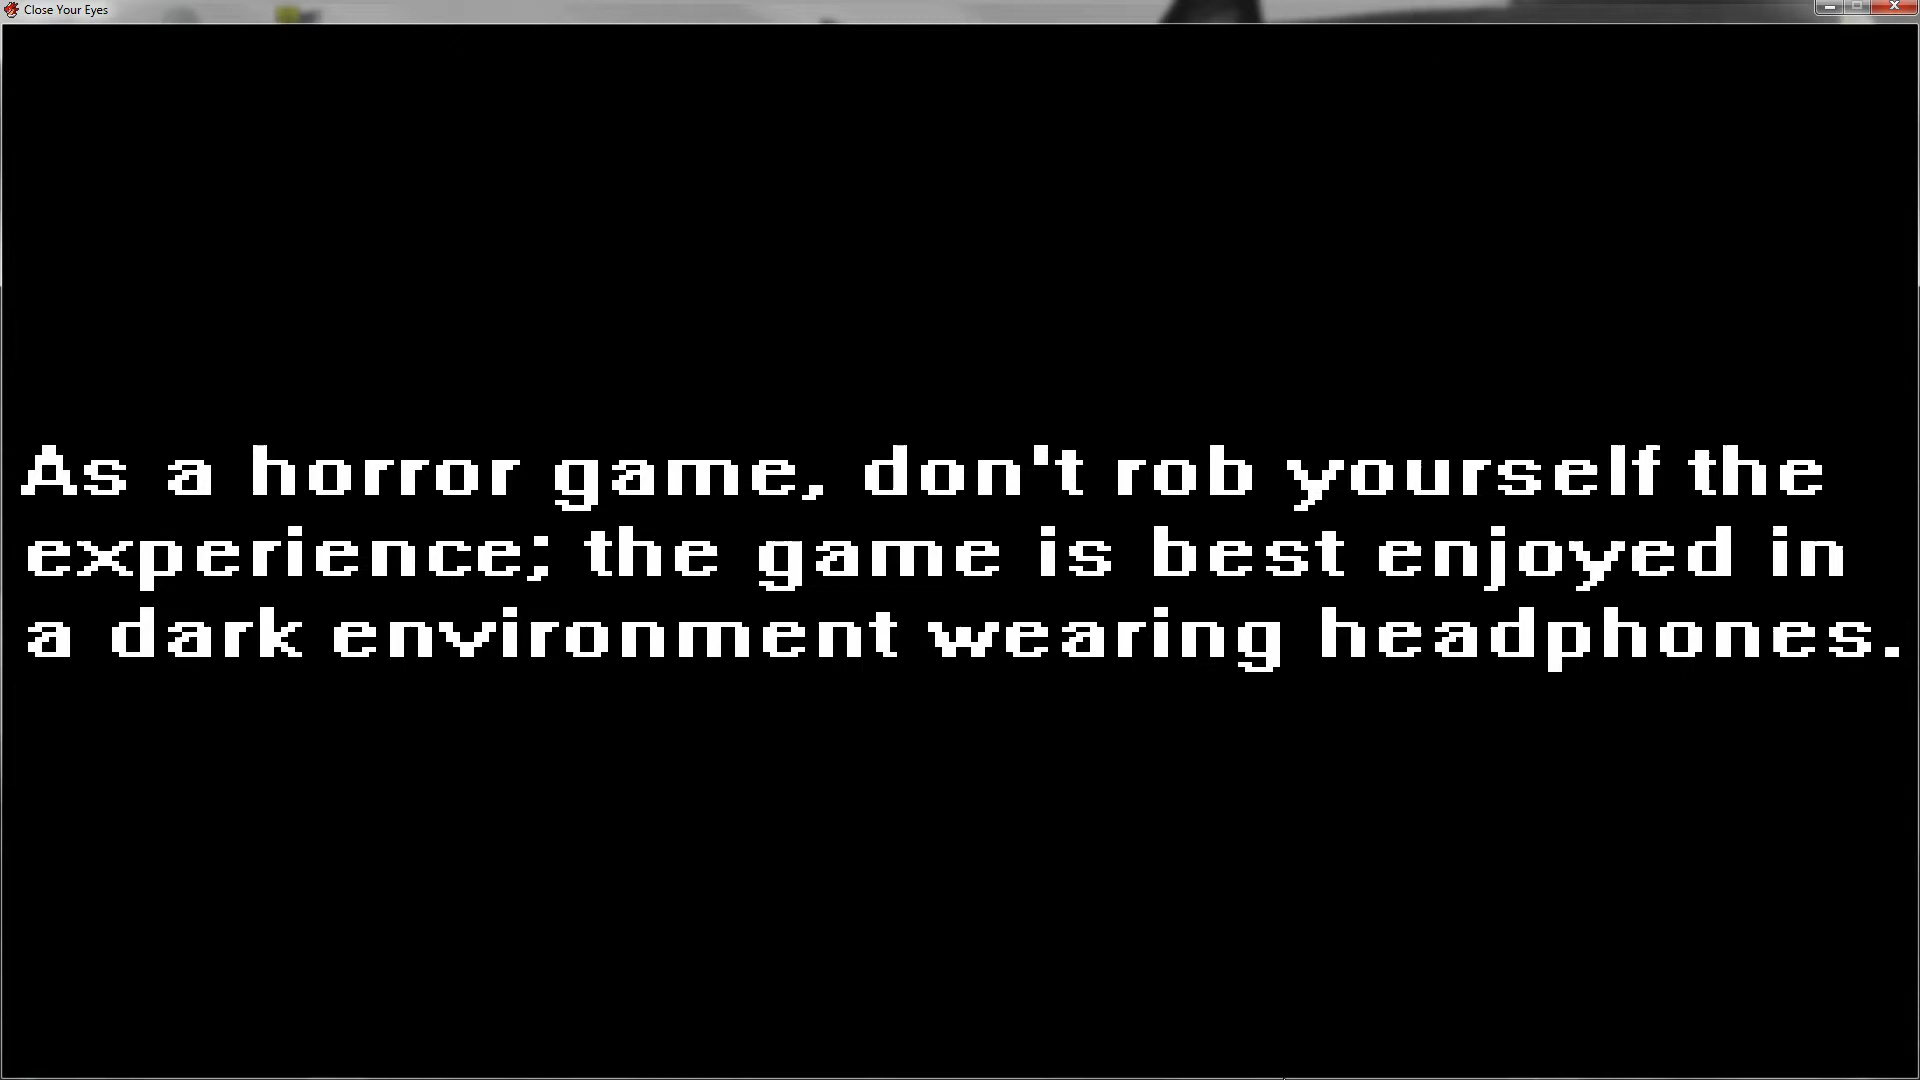 Close Your Eyes
As a horror game, don't rob yourself the
experience; the game is best enjoyed in
a dark environment wearing headphones.